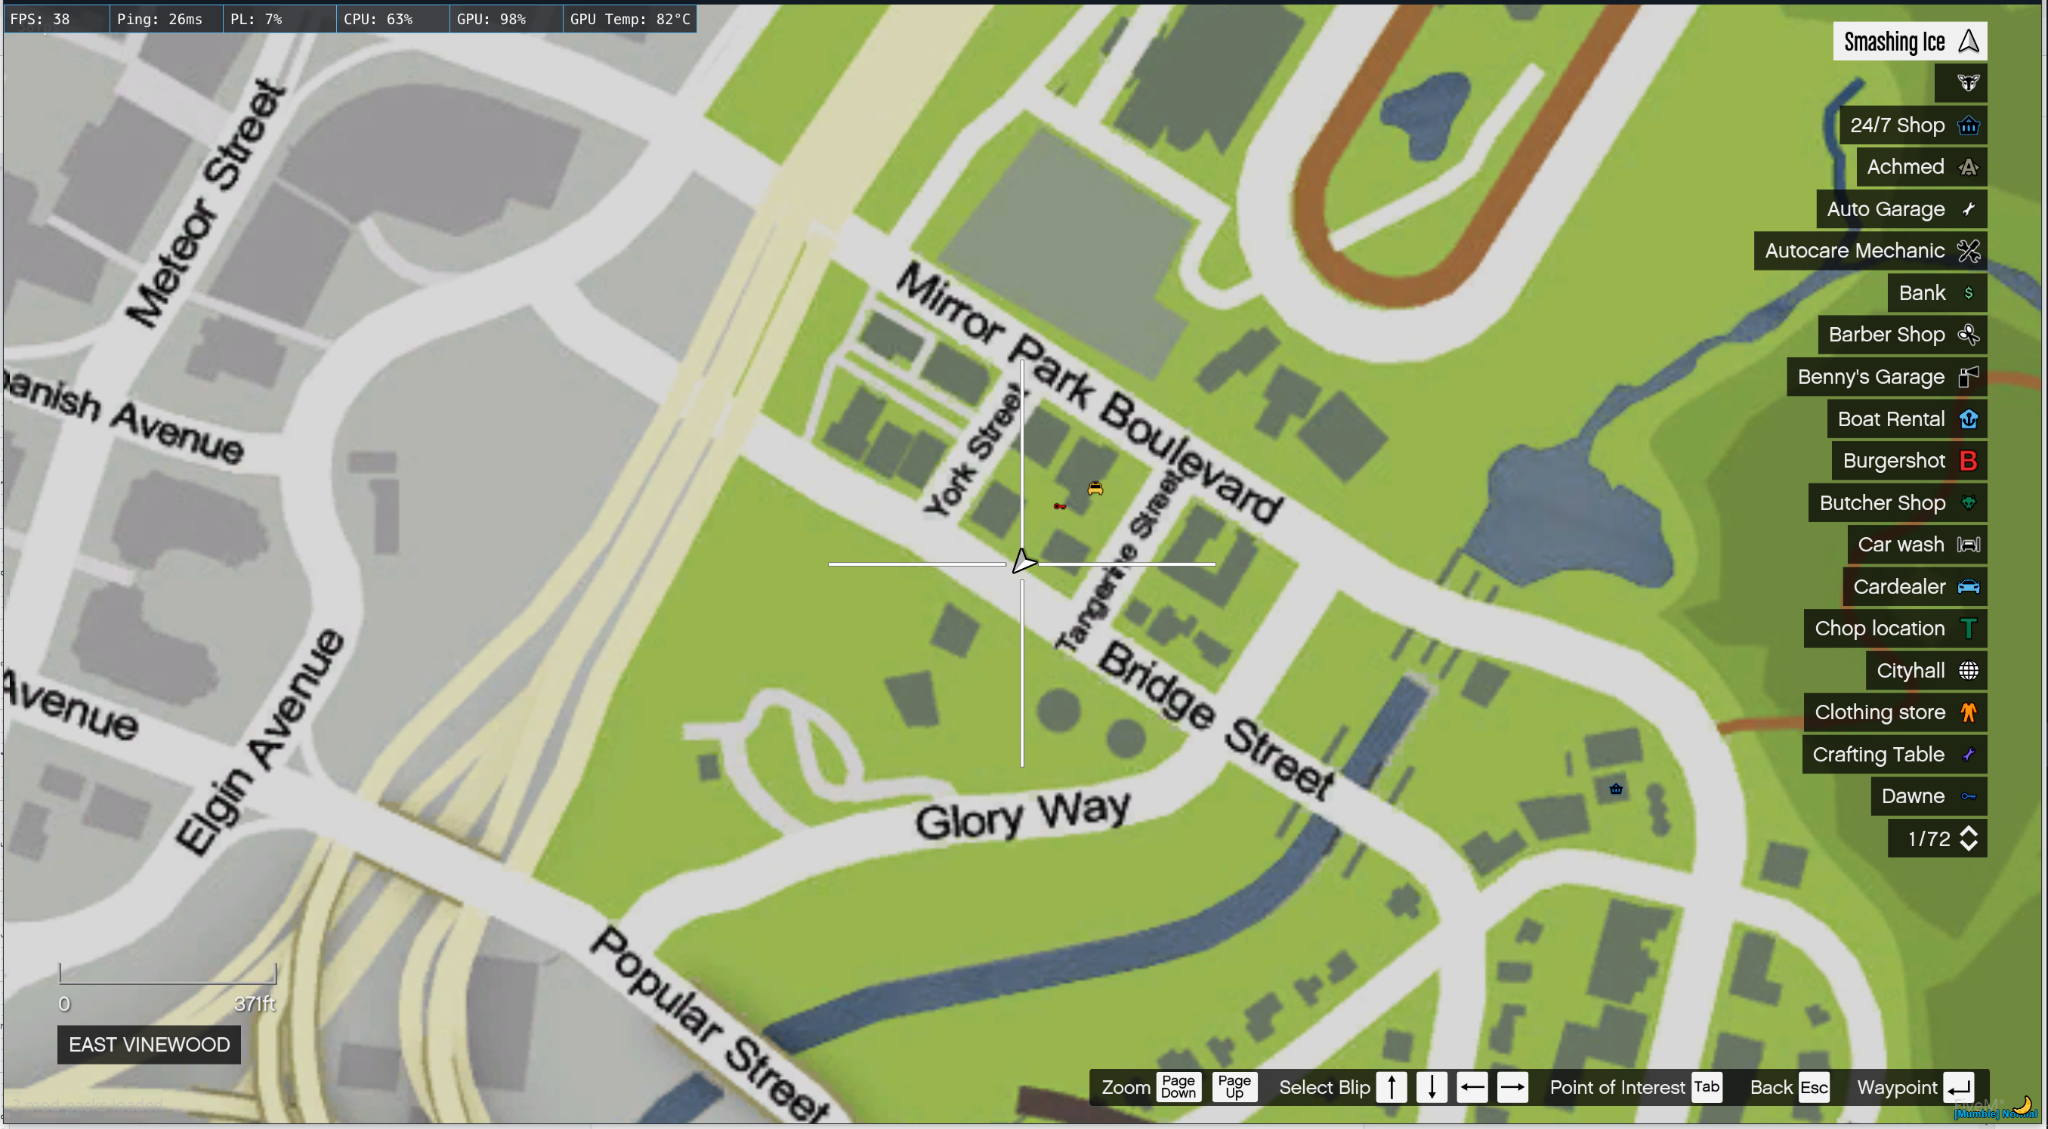 FPS: 38 Ping: 26ms PL: 7% CPU: 63% GPU: 98% GPU Temp: 82°C
Smashing Ice
24/7 Shop
Achmed
Auto Garage
Autocare Mechanic
Bank
Barber Shop
Benny's Garage
Boat Rental
Burgershot
Butcher Shop
Car wash
Cardealer
Chop location
Cityhall
Clothing store
Crafting Table
Dawne
1/72
Meteor Street
panish Avenue
Mirror Park Boulevard
York Street
Tangerine Street
Bridge Street
Avenue
Elgin Avenue
Glory Way
Popular Street
0 371ft
EAST VINEWOOD
Zoom Page Down Page Up Select Blip ↑ ↓ ← → Point of Interest Tab Back Esc Waypoint